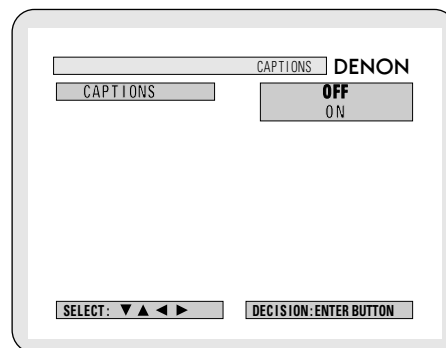 CAPTIONS DENON
CAPTIONS OFF
ON
SELECT: ▼ ▲ ◄ ► DECISION: ENTER BUTTON